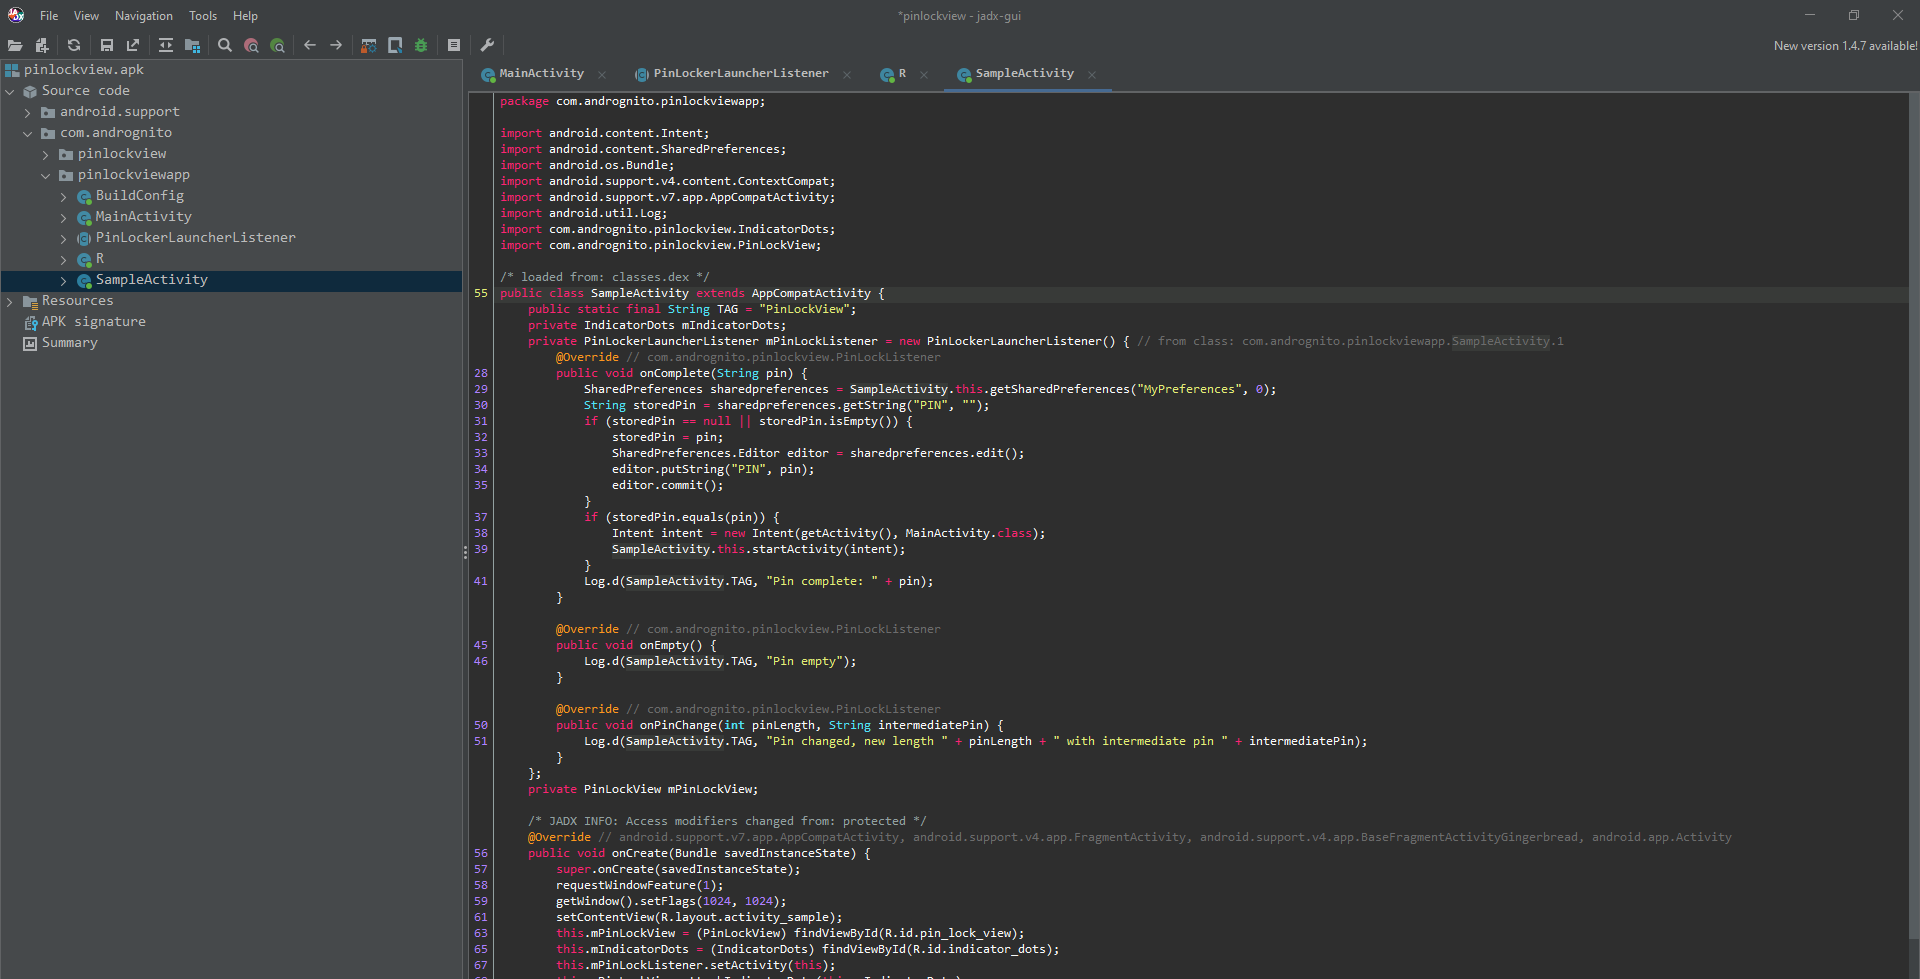 File View Navigation Tools Help
*pinlockview - jadx-gui
New version 1.4.7 available!
pinlockview.apk
Source code
android.support
com.andrognito
pinlockview
pinlockviewapp
BuildConfig
MainActivity
PinLockerLauncherListener
R
SampleActivity
Resources
APK signature
Summary
MainActivity PinLockerLauncherListener R SampleActivity
package com.andrognito.pinlockviewapp;
import android.content.Intent;
import android.content.SharedPreferences;
import android.os.Bundle;
import android.support.v4.content.ContextCompat;
import android.support.v7.app.AppCompatActivity;
import android.util.Log;
import com.andrognito.pinlockview.IndicatorDots;
import com.andrognito.pinlockview.PinLockView;
/* loaded from: classes.dex */
55 public class SampleActivity extends AppCompatActivity {
public static final String TAG = "PinLockView";
private IndicatorDots mIndicatorDots;
private PinLockerLauncherListener mPinLockListener = new PinLockerLauncherListener() { // from class: com.andrognito.pinlockviewapp.SampleActivity.1
@Override // com.andrognito.pinlockview.PinLockListener
28 public void onComplete(String pin) {
29 SharedPreferences sharedpreferences = SampleActivity.this.getSharedPreferences("MyPreferences", 0);
30 String storedPin = sharedpreferences.getString("PIN", "");
31 if (storedPin == null || storedPin.isEmpty()) {
32 storedPin = pin;
33 SharedPreferences.Editor editor = sharedpreferences.edit();
34 editor.putString("PIN", pin);
35 editor.commit();
}
37 if (storedPin.equals(pin)) {
38 Intent intent = new Intent(getActivity(), MainActivity.class);
39 SampleActivity.this.startActivity(intent);
}
41 Log.d(SampleActivity.TAG, "Pin complete: " + pin);
}
@Override // com.andrognito.pinlockview.PinLockListener
45 public void onEmpty() {
46 Log.d(SampleActivity.TAG, "Pin empty");
}
@Override // com.andrognito.pinlockview.PinLockListener
50 public void onPinChange(int pinLength, String intermediatePin) {
51 Log.d(SampleActivity.TAG, "Pin changed, new length " + pinLength + " with intermediate pin " + intermediatePin);
}
};
private PinLockView mPinLockView;
/* JADX INFO: Access modifiers changed from: protected */
@Override // android.support.v7.app.AppCompatActivity, android.support.v4.app.FragmentActivity, android.support.v4.app.BaseFragmentActivityGingerbread, android.app.Activity
56 public void onCreate(Bundle savedInstanceState) {
57 super.onCreate(savedInstanceState);
58 requestWindowFeature(1);
59 getWindow().setFlags(1024, 1024);
61 setContentView(R.layout.activity_sample);
63 this.mPinLockView = (PinLockView) findViewById(R.id.pin_lock_view);
65 this.mIndicatorDots = (IndicatorDots) findViewById(R.id.indicator_dots);
67 this.mPinLockListener.setActivity(this);